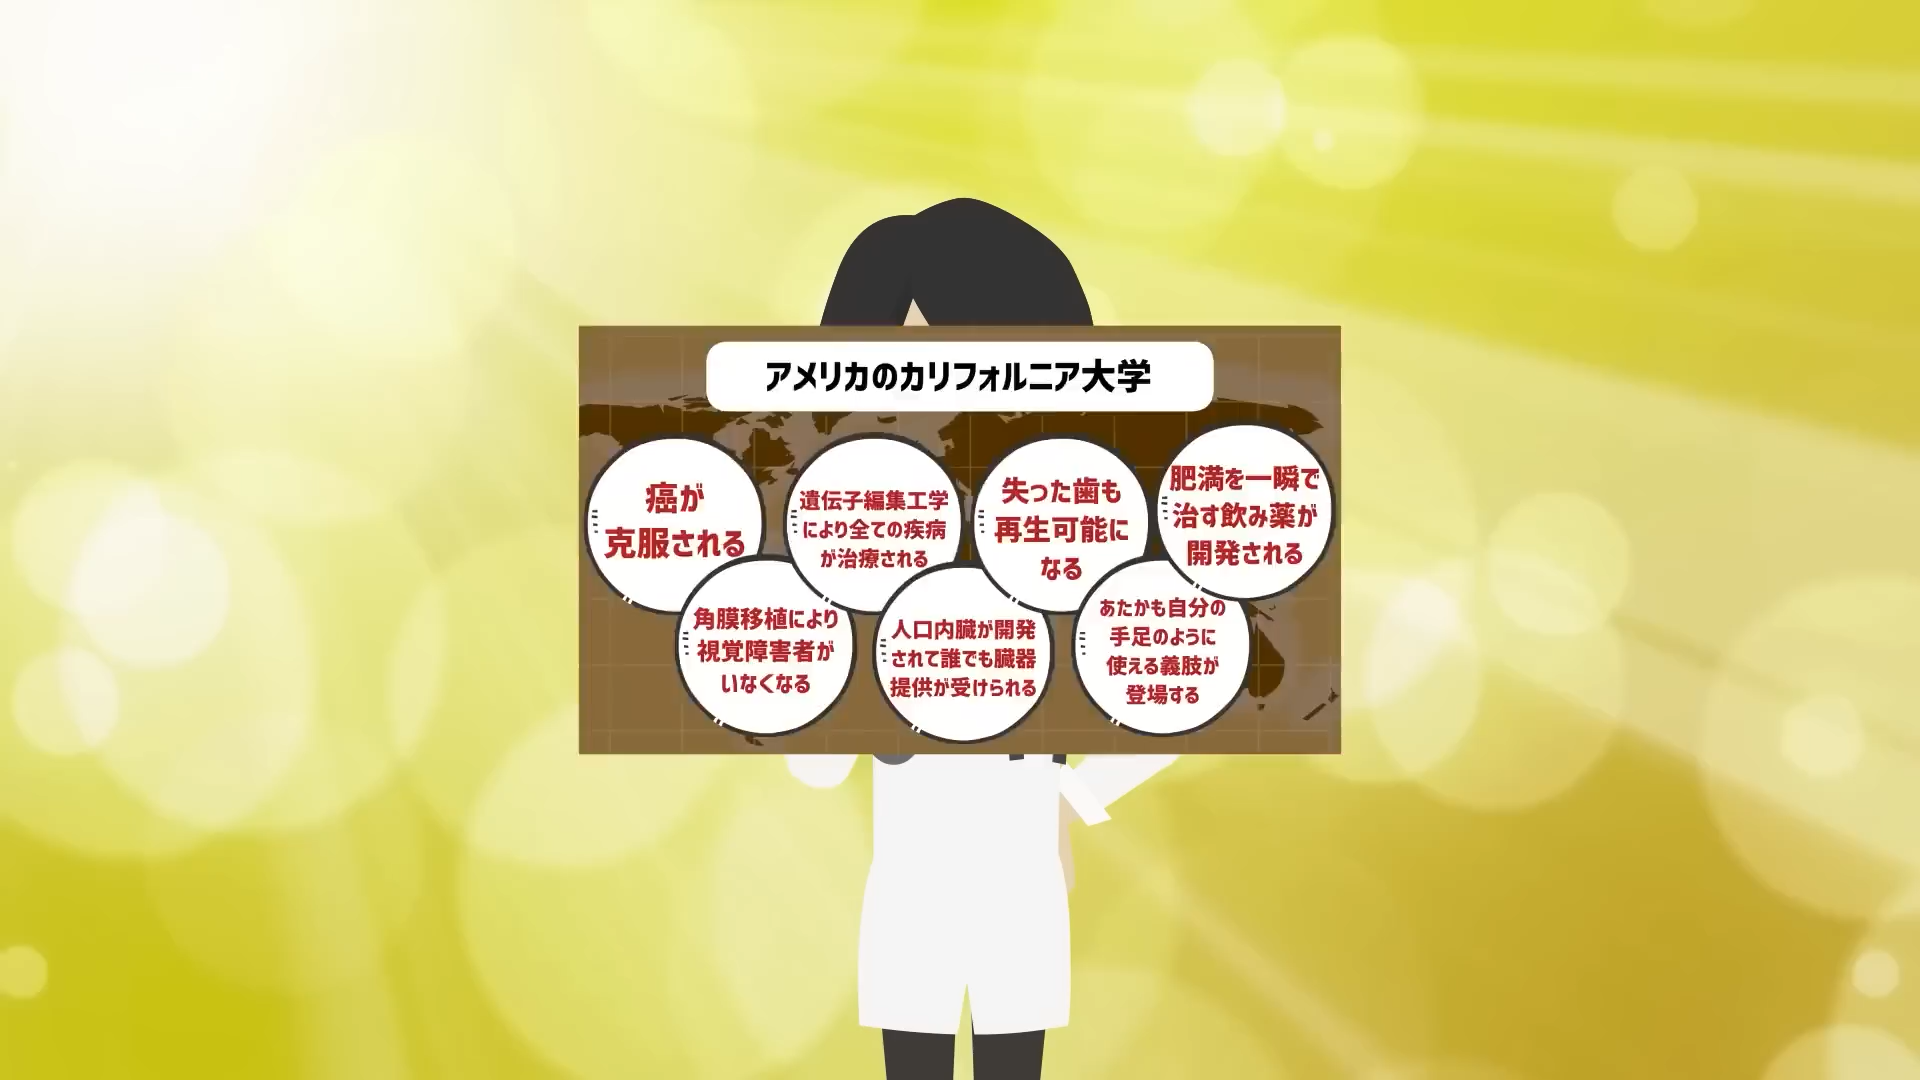 アメリカのカリフォルニア大学
癌が
克服される
遺伝子編集工学
により全ての疾病
が治療される
失った歯も
再生可能に
なる
肥満を一瞬で
治す飲み薬が
開発される
角膜移植により
視覚障害者が
いなくなる
人口内臓が開発
されて誰でも臓器
提供が受けられる
あたかも自分の
手足のように
使える義肢が
登場する